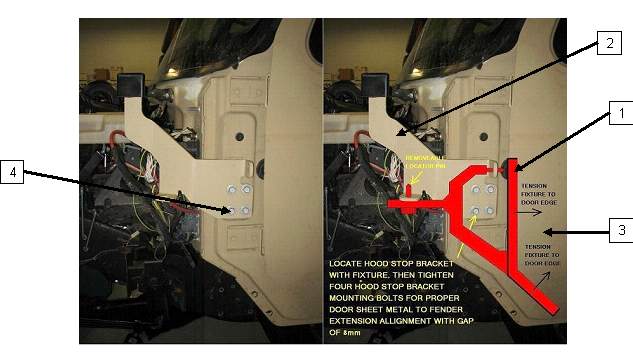 2
1
REMOVEABLE
LOCATOR PIN
4
TENSION
FIXTURE TO
DOOR EDGE
3
TENSION
FIXTURE TO
DOOR EDGE
LOCATE HOOD STOP BRACKET
WITH FIXTURE. THEN TIGHTEN
FOUR HOOD STOP BRACKET
MOUNTING BOLTS FOR PROPER
DOOR SHEET METAL TO FENDER
EXTENSION ALLIGNMENT WITH GAP
OF 8mm